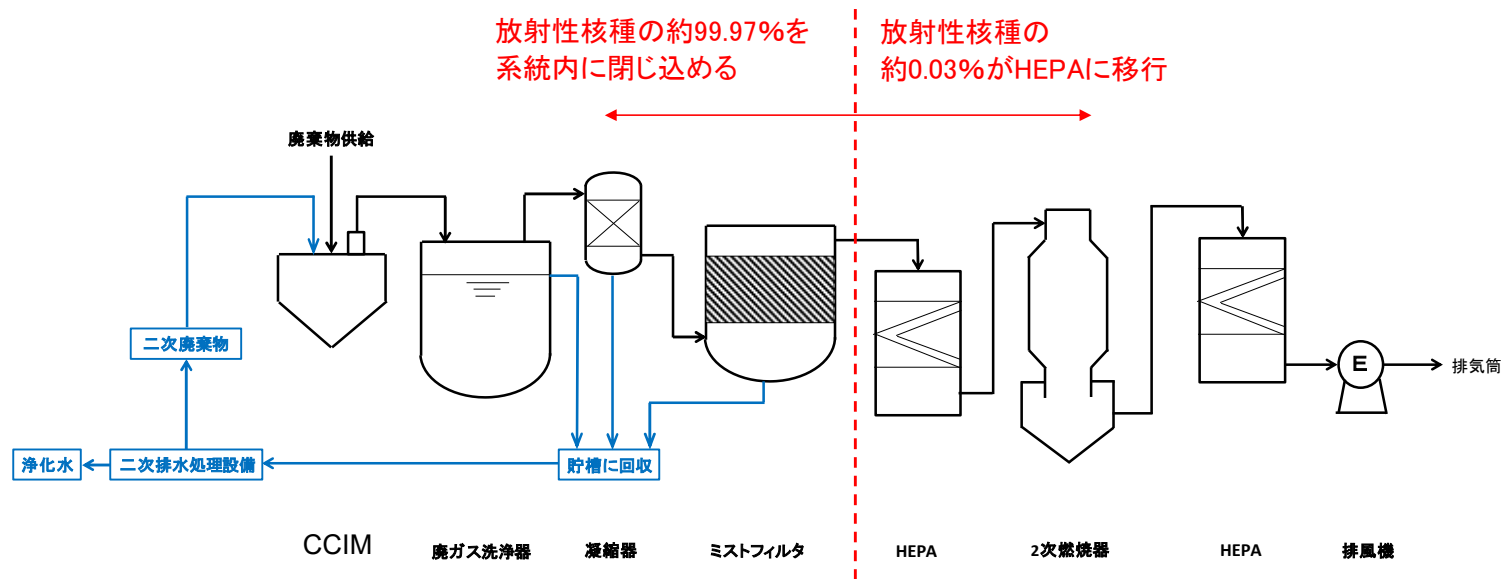 放射性核種の約99.97%を
系統内に閉じ込める
放射性核種の
約0.03%がHEPAに移行
廃棄物供給
二次廃棄物
浄化水
二次排水処理設備
貯槽に回収
E
排気筒
CCIM
廃ガス洗浄器
凝縮器
ミストフィルタ
HEPA
2次燃焼器
HEPA
排風機